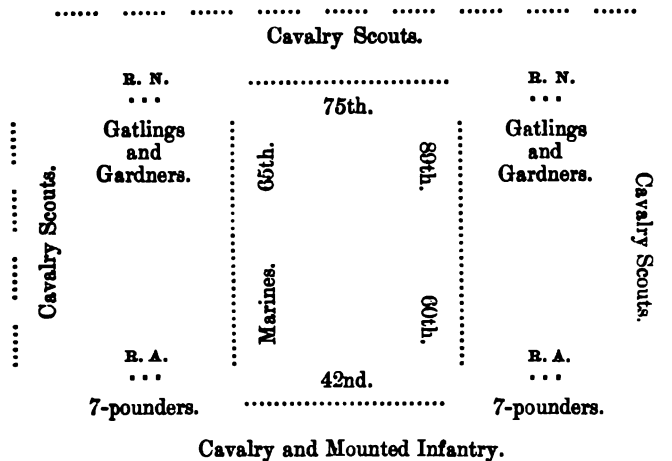 Cavalry Scouts.
R. N.
R. N.
75th.
Gatlings
and
Gardners.
Gatlings
and
Gardners.
65th.
89th.
Cavalry Scouts.
Cavalry Scouts.
Marines.
60th.
R. A.
R. A.
42nd.
7-pounders.
7-pounders.
Cavalry and Mounted Infantry.